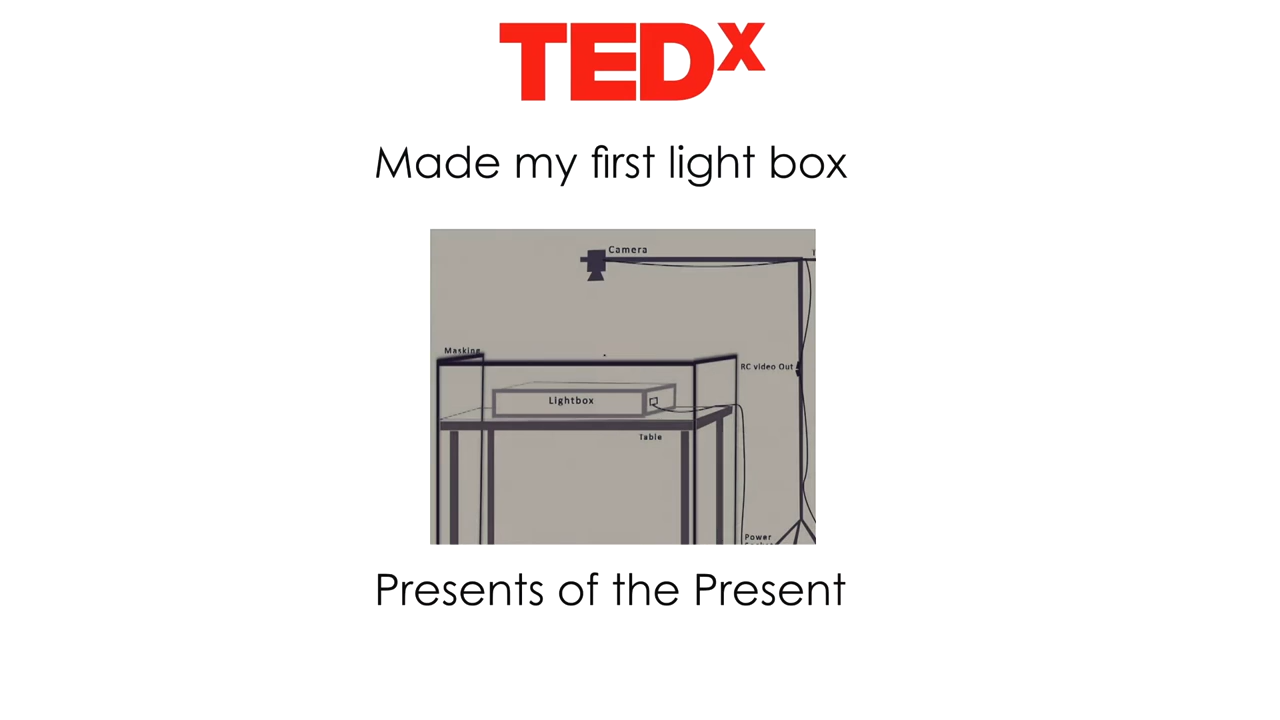 TEDx
Made my first light box
Camera
Masking
RC video Out
Lightbox
Table
Power
Presents of the Present